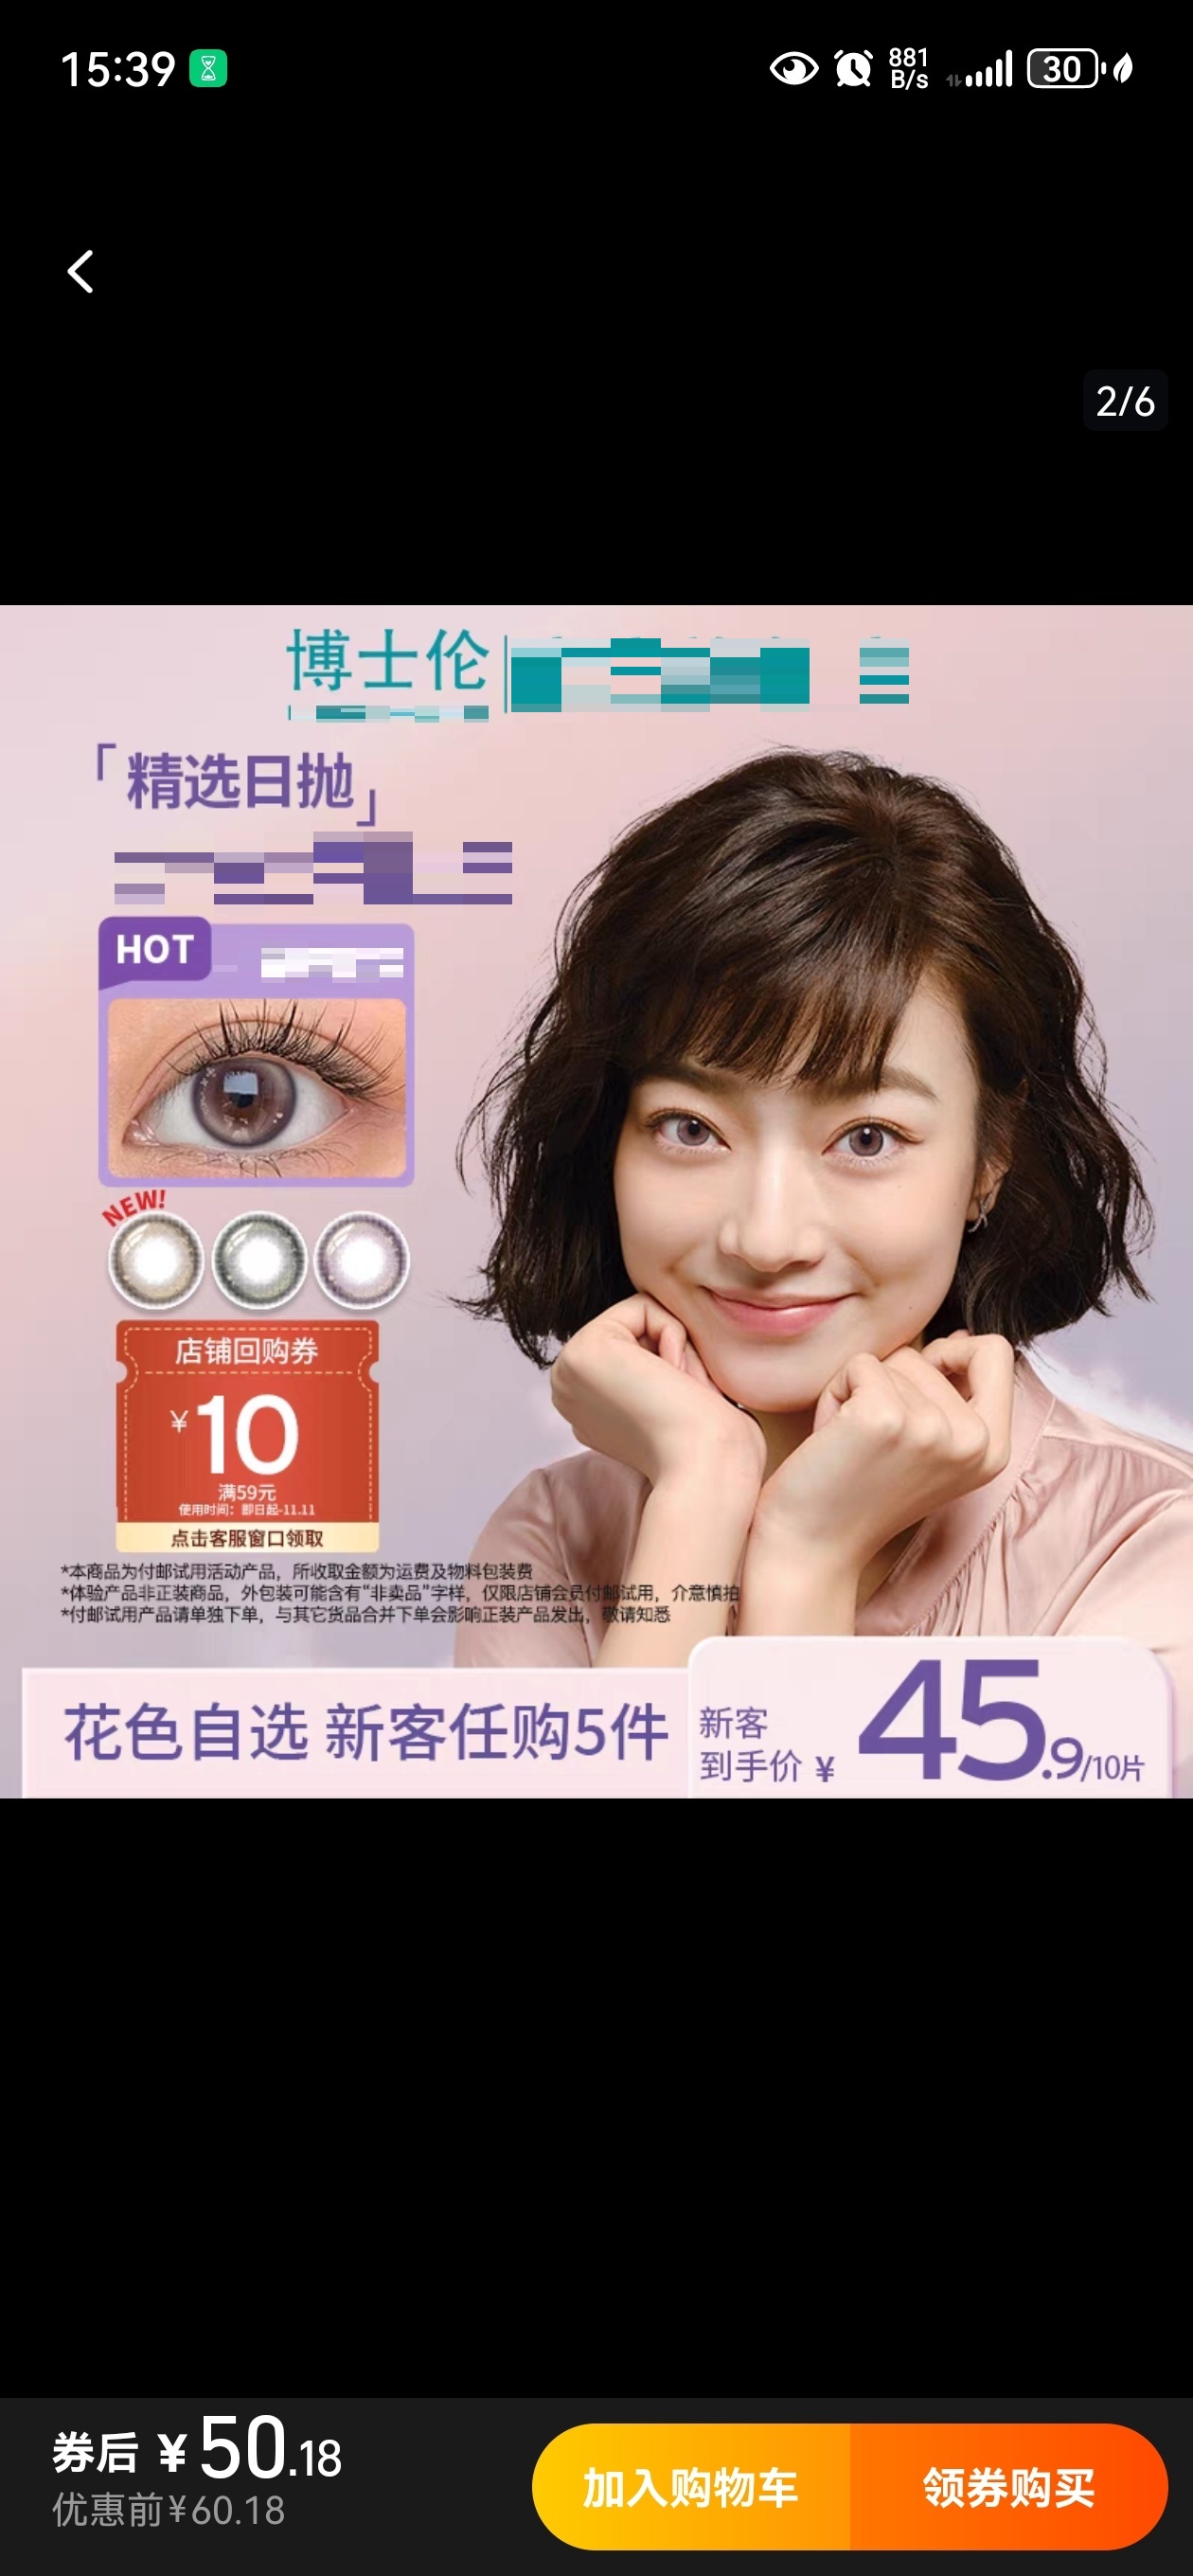 15:39
881
B/s
30
2/6
博士伦
「精选日抛」
HOT
NEW!
店铺回购券
¥10
满59元
使用时间：即日起-11.11
点击客服窗口领取
*本商品为付邮试用活动产品，所收取金额为运费及物料包装费
*体验产品非正装商品，外包装可能含有“非卖品”字样，仅限店铺会员付邮试用，介意慎拍
*付邮试用产品请单独下单，与其它货品合并下单会影响正装产品发出，敬请知悉
花色自选 新客任购5件
新客
到手价 ¥45.9/10片
券后 ¥50.18
优惠前¥60.18
加入购物车
领券购买